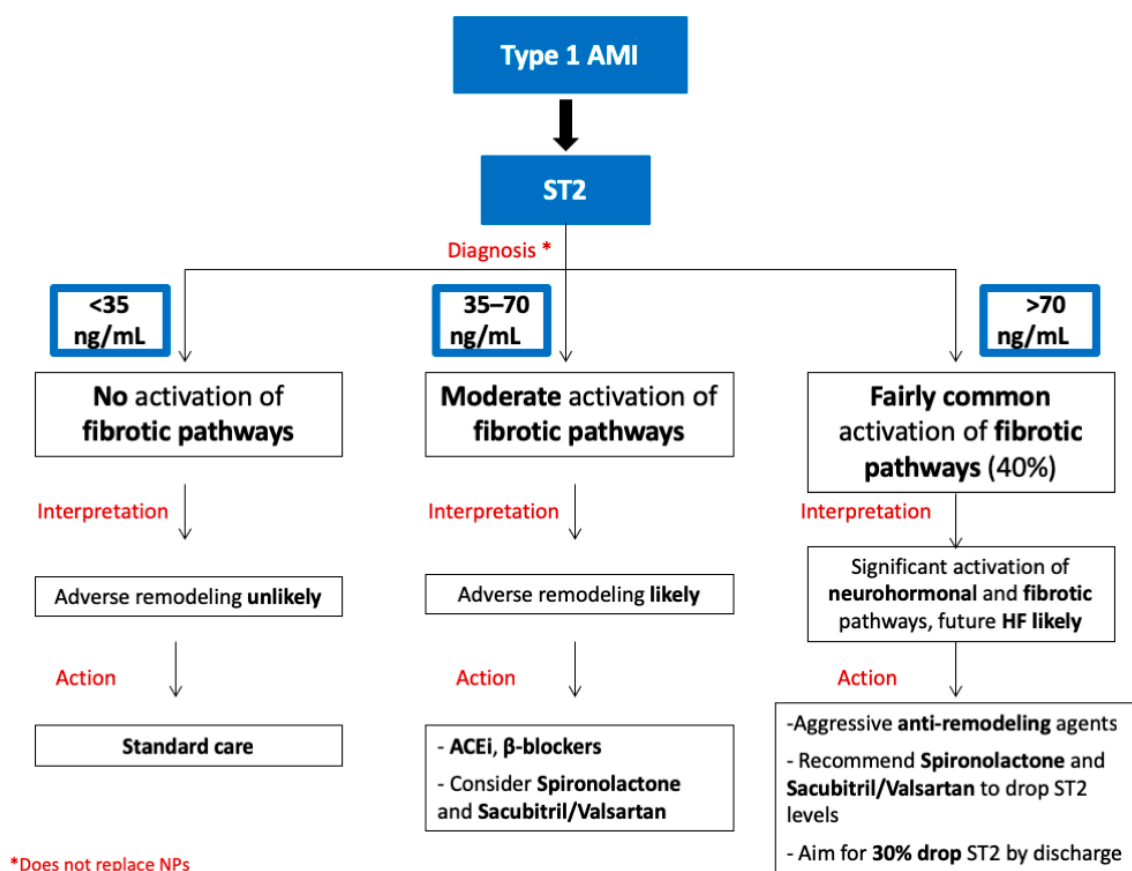 Type 1 AMI
ST2
Diagnosis *
<35
ng/mL
35–70
ng/mL
>70
ng/mL
No activation of
fibrotic pathways
Moderate activation of
fibrotic pathways
Fairly common
activation of fibrotic
pathways (40%)
Interpretation
Interpretation
Interpretation
Adverse remodeling unlikely
Adverse remodeling likely
Significant activation of
neurohormonal and fibrotic
pathways, future HF likely
Action
Action
Action
Standard care
- ACEi, β-blockers
- Consider Spironolactone
and Sacubitril/Valsartan
-Aggressive anti-remodeling agents
- Recommend Spironolactone and
Sacubitril/Valsartan to drop ST2
levels
- Aim for 30% drop ST2 by discharge
*Does not replace NPs